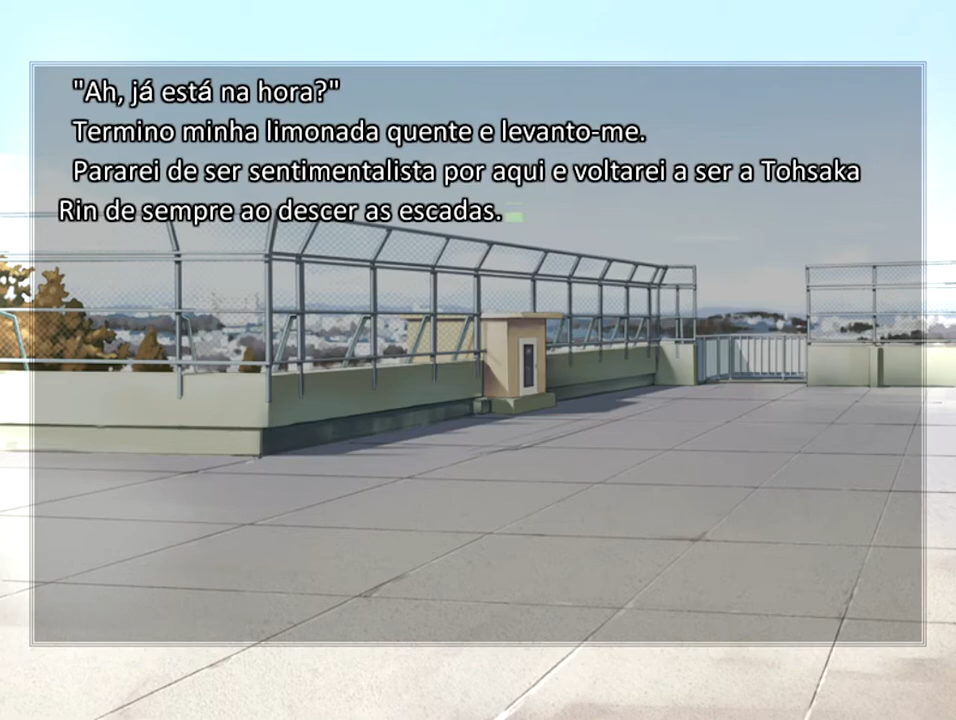 "Ah, já está na hora?"
Termino minha limonada quente e levanto-me.
Pararei de ser sentimentalista por aqui e voltarei a ser a Tohsaka
Rin de sempre ao descer as escadas.